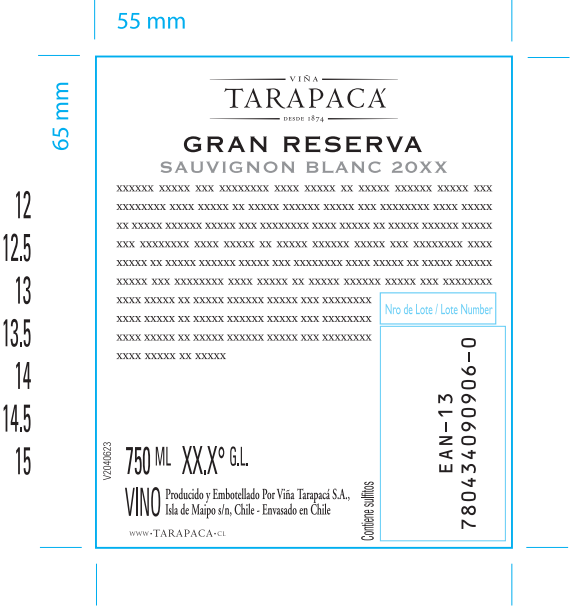 55 mm
65 mm
VIÑA
TARAPACÁ
DESDE 1874
GRAN RESERVA
SAUVIGNON BLANC 20XX
xxxxxx xxxxx xxx xxxxxxxx xxxx xxxxx xx xxxxx xxxxxx xxxxx xxx
xxxxxxxx xxxx xxxxx xx xxxxx xxxxxx xxxxx xxx xxxxxxxx xxxx xxxxx
xx xxxxx xxxxxx xxxxx xxx xxxxxxxx xxxx xxxxx xx xxxxx xxxxxx xxxxx
xxx xxxxxxxx xxxx xxxxx xx xxxxx xxxxxx xxxxx xxx xxxxxxxx xxxx
xxxxx xx xxxxx xxxxxx xxxxx xxx xxxxxxxx xxxx xxxxx xx xxxxx xxxxxx
xxxxx xxx xxxxxxxx xxxx xxxxx xx xxxxx xxxxxx xxxxx xxx xxxxxxxx
xxxx xxxxx xx xxxxx xxxxxx xxxxx xxx xxxxxxxx
xxxx xxxxx xx xxxxx xxxxxx xxxxx xxx xxxxxxxx
xxxx xxxxx xx xxxxx xxxxxx xxxxx xxx xxxxxxxx
xxxx xxxxx xx xxxxx
Nro de Lote / Lote Number
EAN-13
7804340909060-0
12
12.5
13
13.5
14
14.5
15
V2040623
750 ML XX.X° G.L.
VINO
Producido y Embotellado Por Viña Tarapacá S.A.,
Isla de Maipo s/n, Chile - Envasado en Chile
Contiene sulfitos
WWW•TARAPACA•CL